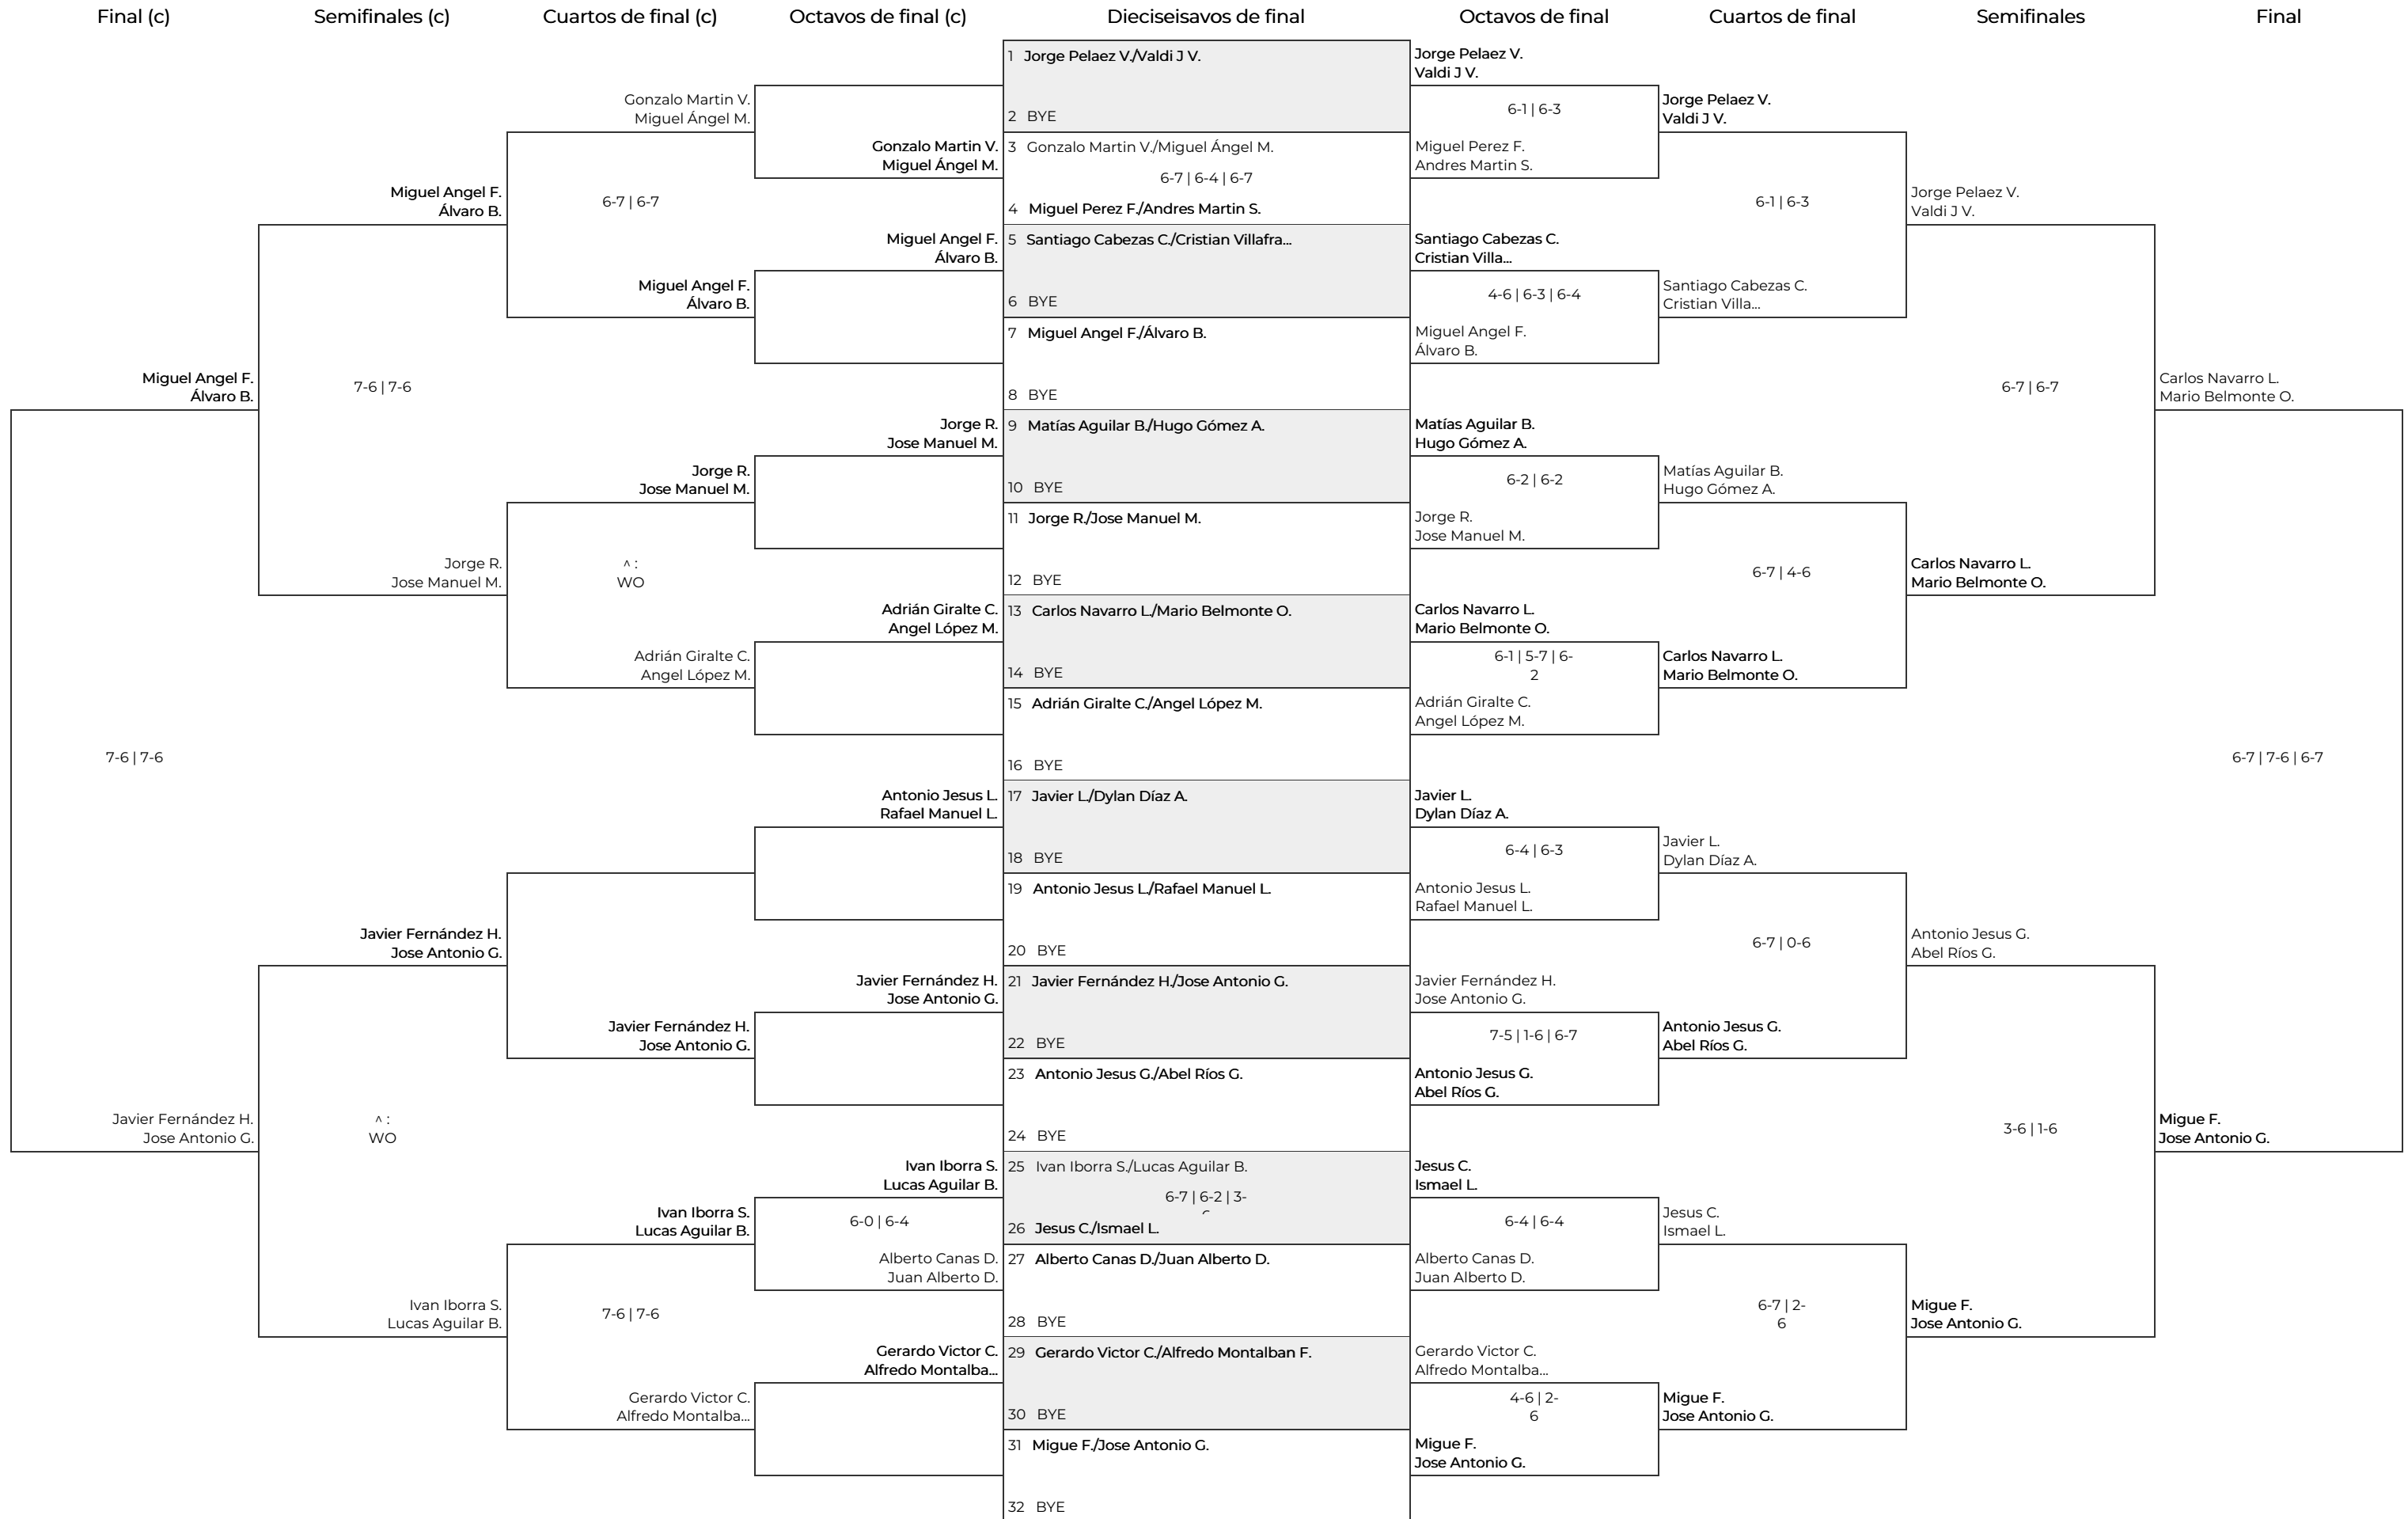 Final (c)
Semifinales (c)
Cuartos de final (c)
Octavos de final (c)
Dieciseisavos de final
Octavos de final
Cuartos de final
Semifinales
Final
Miguel Angel F.
Álvaro B.
7-6 | 7-6
Javier Fernández H.
Jose Antonio G.
Miguel Angel F.
Álvaro B.
7-6 | 7-6
Jorge R.
Jose Manuel M.
Javier Fernández H.
Jose Antonio G.
^ :
WO
Ivan Iborra S.
Lucas Aguilar B.
Gonzalo Martin V.
Miguel Ángel M.
6-7 | 6-7
Miguel Angel F.
Álvaro B.
Jorge R.
Jose Manuel M.
^ :
WO
Adrián Giralte C.
Angel López M.
Javier Fernández H.
Jose Antonio G.
Ivan Iborra S.
Lucas Aguilar B.
7-6 | 7-6
Gerardo Victor C.
Alfredo Montalba...
Gonzalo Martin V.
Miguel Ángel M.
Miguel Angel F.
Álvaro B.
Jorge R.
Jose Manuel M.
Adrián Giralte C.
Angel López M.
Antonio Jesus L.
Rafael Manuel L.
Javier Fernández H.
Jose Antonio G.
Ivan Iborra S.
Lucas Aguilar B.
6-0 | 6-4
Alberto Canas D.
Juan Alberto D.
Gerardo Victor C.
Alfredo Montalba...
1 Jorge Pelaez V./Valdi J V.
2 BYE
3 Gonzalo Martin V./Miguel Ángel M.
6-7 | 6-4 | 6-7
4 Miguel Perez F./Andres Martin S.
5 Santiago Cabezas C./Cristian Villafra...
6 BYE
7 Miguel Angel F./Álvaro B.
8 BYE
9 Matías Aguilar B./Hugo Gómez A.
10 BYE
11 Jorge R./Jose Manuel M.
12 BYE
13 Carlos Navarro L./Mario Belmonte O.
14 BYE
15 Adrián Giralte C./Angel López M.
16 BYE
17 Javier L./Dylan Díaz A.
18 BYE
19 Antonio Jesus L./Rafael Manuel L.
20 BYE
21 Javier Fernández H./Jose Antonio G.
22 BYE
23 Antonio Jesus G./Abel Ríos G.
24 BYE
25 Ivan Iborra S./Lucas Aguilar B.
6-7 | 6-2 | 3-
26 Jesus C./Ismael L.
27 Alberto Canas D./Juan Alberto D.
28 BYE
29 Gerardo Victor C./Alfredo Montalban F.
30 BYE
31 Migue F./Jose Antonio G.
32 BYE
Jorge Pelaez V.
Valdi J V.
6-1 | 6-3
Miguel Perez F.
Andres Martin S.
Santiago Cabezas C.
Cristian Villa...
4-6 | 6-3 | 6-4
Miguel Angel F.
Álvaro B.
Matías Aguilar B.
Hugo Gómez A.
6-2 | 6-2
Jorge R.
Jose Manuel M.
Carlos Navarro L.
Mario Belmonte O.
6-1 | 5-7 | 6-
2
Adrián Giralte C.
Angel López M.
Javier L.
Dylan Díaz A.
6-4 | 6-3
Antonio Jesus L.
Rafael Manuel L.
Javier Fernández H.
Jose Antonio G.
7-5 | 1-6 | 6-7
Antonio Jesus G.
Abel Ríos G.
Jesus C.
Ismael L.
6-4 | 6-4
Alberto Canas D.
Juan Alberto D.
Gerardo Victor C.
Alfredo Montalba...
4-6 | 2-
6
Migue F.
Jose Antonio G.
Jorge Pelaez V.
Valdi J V.
6-1 | 6-3
Santiago Cabezas C.
Cristian Villa...
Matías Aguilar B.
Hugo Gómez A.
6-7 | 4-6
Carlos Navarro L.
Mario Belmonte O.
Javier L.
Dylan Díaz A.
6-7 | 0-6
Antonio Jesus G.
Abel Ríos G.
Jesus C.
Ismael L.
6-7 | 2-
6
Migue F.
Jose Antonio G.
Jorge Pelaez V.
Valdi J V.
6-7 | 6-7
Carlos Navarro L.
Mario Belmonte O.
Antonio Jesus G.
Abel Ríos G.
3-6 | 1-6
Migue F.
Jose Antonio G.
Carlos Navarro L.
Mario Belmonte O.
6-7 | 7-6 | 6-7
Migue F.
Jose Antonio G.